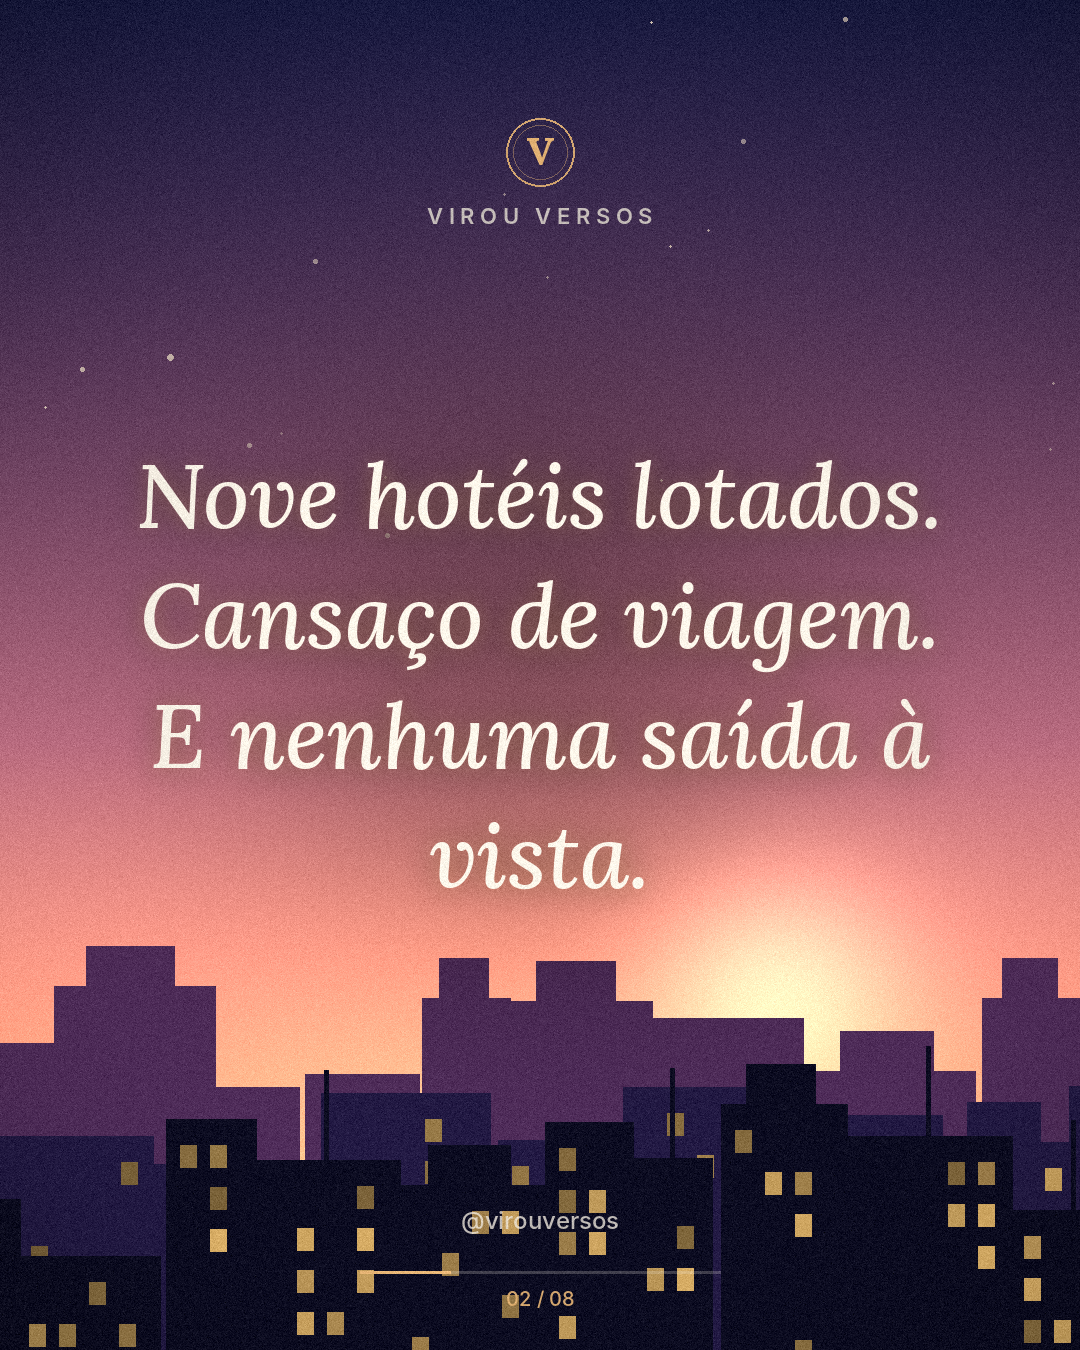 V
VIROU VERSOS
Nove hotéis lotados.
Cansaço de viagem.
E nenhuma saída à
vista.
@virouversos
02 / 08